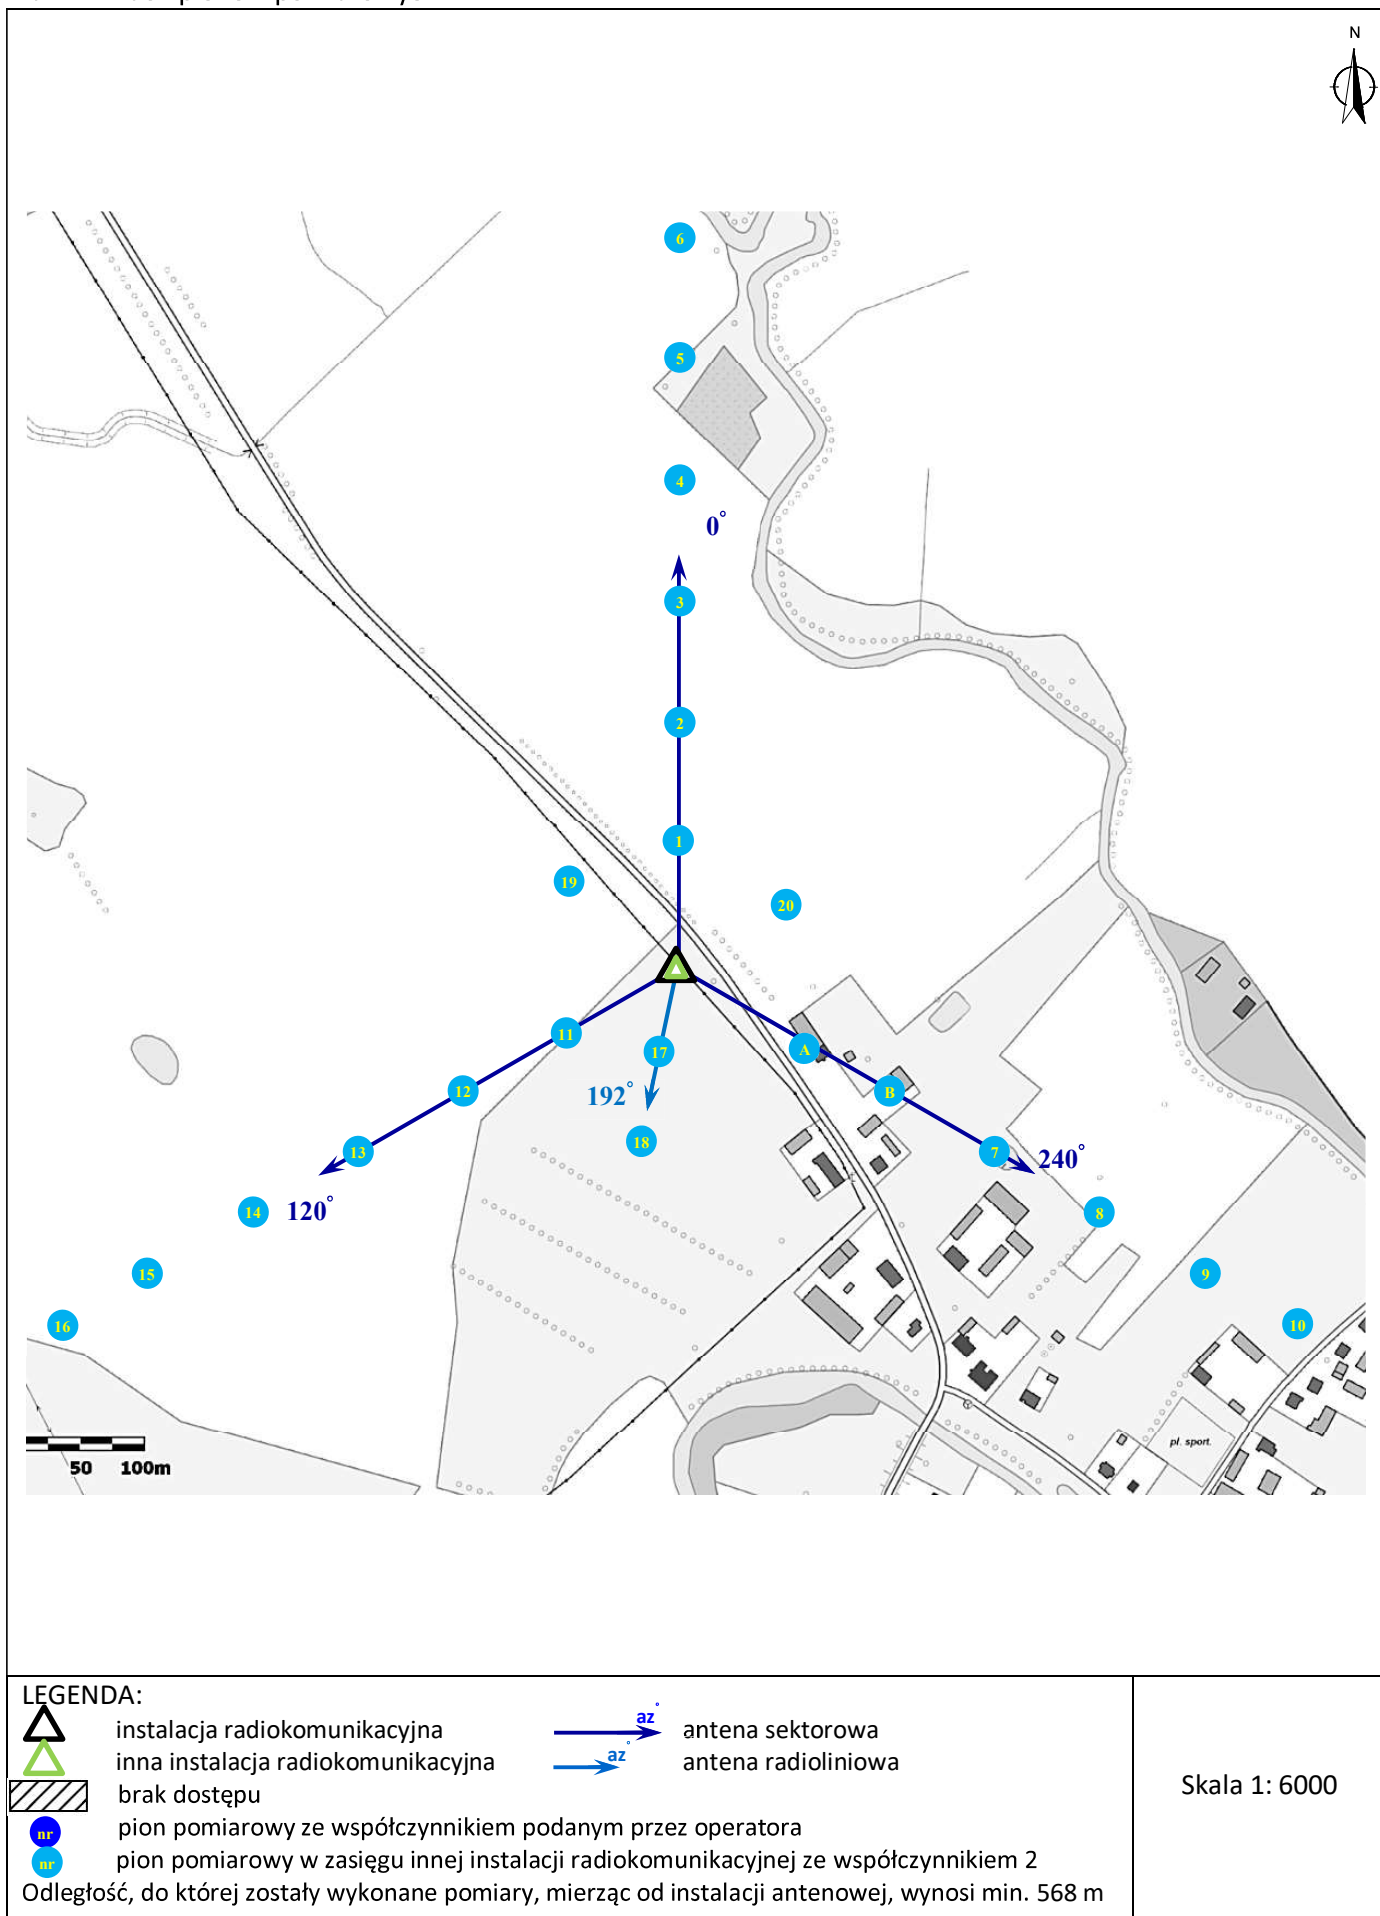 N
6
5
4
0°
3
2
1
19
20
11
17
A
12
192°
B
13
18
7
240°
14
120°
8
15
9
16
10
50 100m
pł. sport.
LEGENDA:
instalacja radiokomunikacyjna
az° antena sektorowa
inna instalacja radiokomunikacyjna
az° antena radioliniowa
brak dostępu
Skala 1: 6000
nr pion pomiarowy ze współczynnikiem podanym przez operatora
nr pion pomiarowy w zasięgu innej instalacji radiokomunikacyjnej ze współczynnikiem 2
Odległość, do której zostały wykonane pomiary, mierząc od instalacji antenowej, wynosi min. 568 m